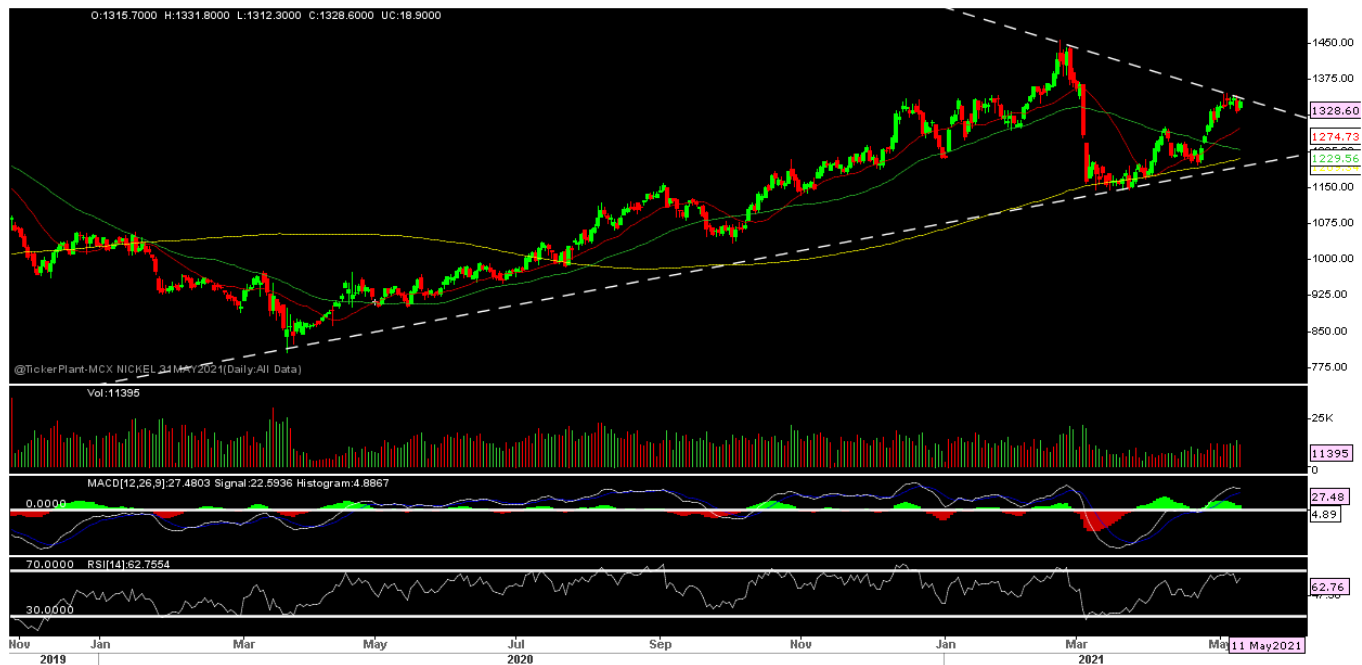 O:1315.7000 H:1331.8000 L:1312.3000 C:1328.6000 UC:18.9000
1450.00
1375.00
1328.60
1274.73
1229.56
1150.00
1075.00
1000.00
925.00
850.00
775.00
@TickerPlant-MCX NICKEL 31MAY2021(Daily:All Data)
Vol:11395
25K
11395
0
MACD[12,26,9]:27.4803 Signal:22.5936 Histogram:4.8867
0.0000
27.48
4.89
70.0000 RSI[14]:62.7554
62.76
30.0000
Nov Jan Mar May Jul Sep Nov Jan Mar May 11 May2021
2019 2020 2021